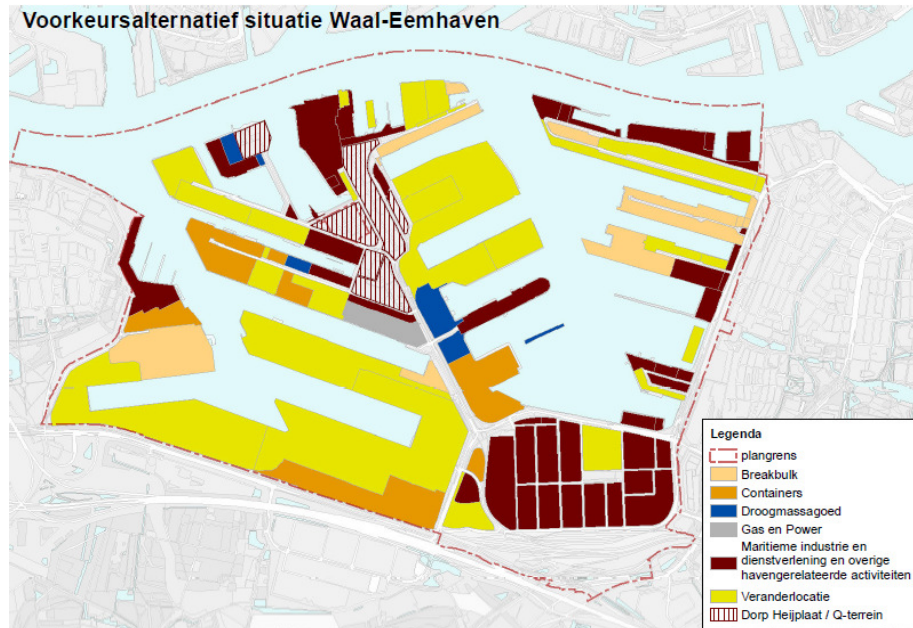 Voorkeursalternatief situatie Waal-Eemhaven
Legenda
plangrens
Breakbulk
Containers
Droogmassagoed
Gas en Power
Maritieme industrie en
dienstverlening en overige
havengerelateerde activiteiten
Veranderlocatie
Dorp Heijplaat / Q-terrein